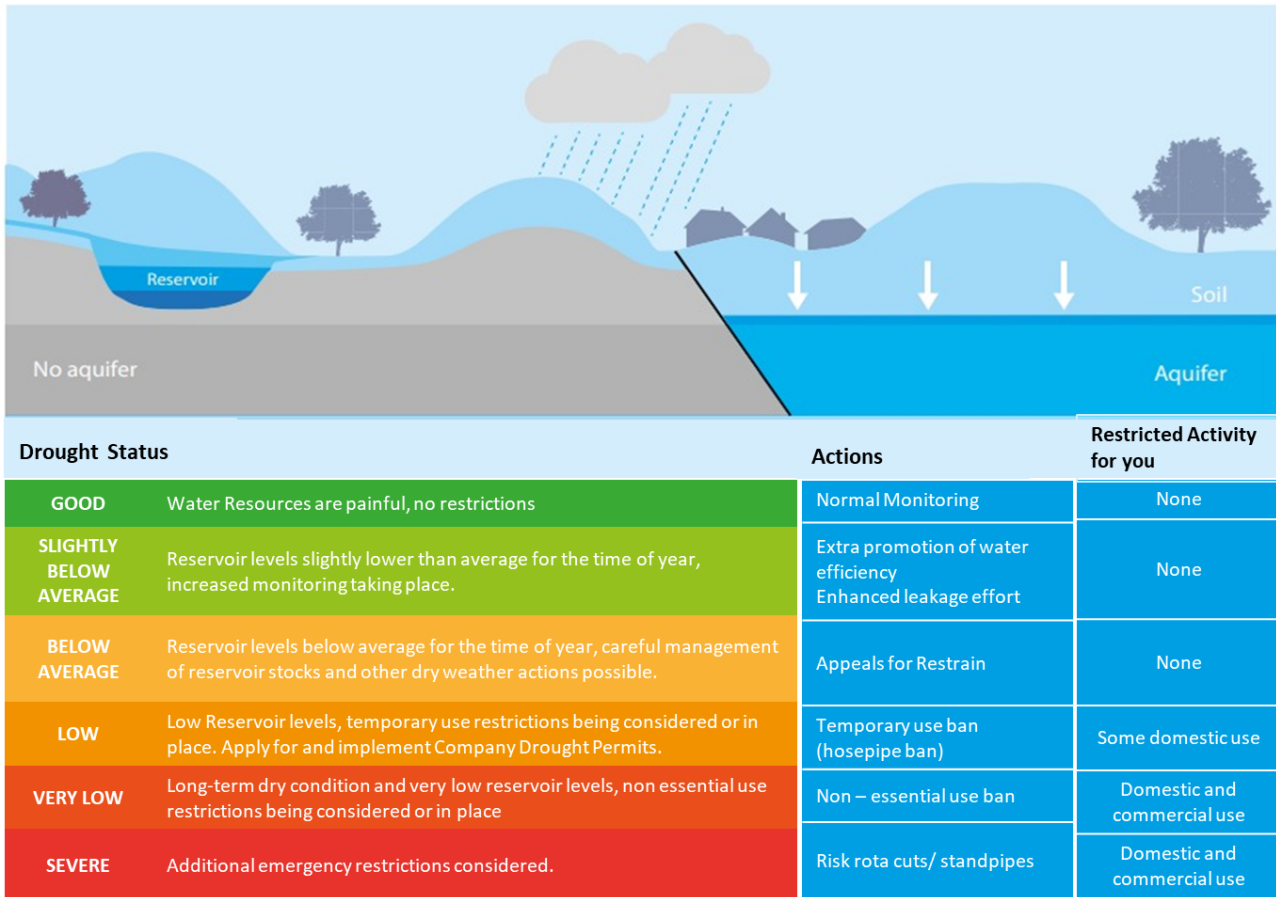 Reservoir
Soil
No aquifer
Aquifer
Drought Status
Actions
Restricted Activity
for you
GOOD
Water Resources are painful, no restrictions
Normal Monitoring
None
SLIGHTLY
BELOW
AVERAGE
Reservoir levels slightly lower than average for the time of year,
increased monitoring taking place.
Extra promotion of water
efficiency
Enhanced leakage effort
None
BELOW
AVERAGE
Reservoir levels below average for the time of year, careful management
of reservoir stocks and other dry weather actions possible.
Appeals for Restrain
None
LOW
Low Reservoir levels, temporary use restrictions being considered or in
place. Apply for and implement Company Drought Permits.
Temporary use ban
(hosepipe ban)
Some domestic use
VERY LOW
Long-term dry condition and very low reservoir levels, non essential use
restrictions being considered or in place
Non – essential use ban
Domestic and
commercial use
SEVERE
Additional emergency restrictions considered.
Risk rota cuts/ standpipes
Domestic and
commercial use